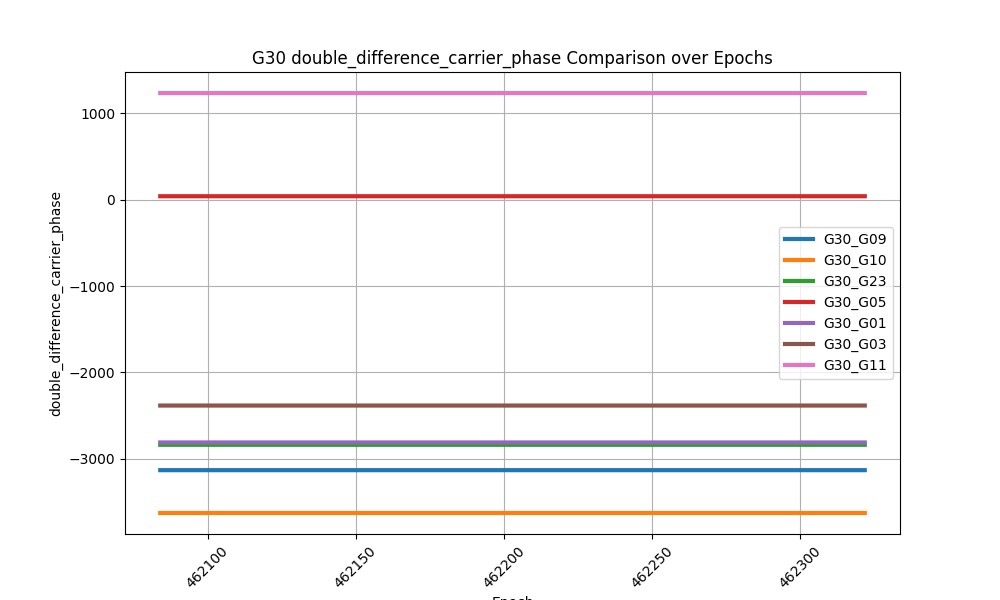 G30 double_difference_carrier_phase Comparison over Epochs
double_difference_carrier_phase
1000
0
−1000
−2000
−3000
G30_G09
G30_G10
G30_G23
G30_G05
G30_G01
G30_G03
G30_G11
462100
462150
462200
462250
462300
Epoch